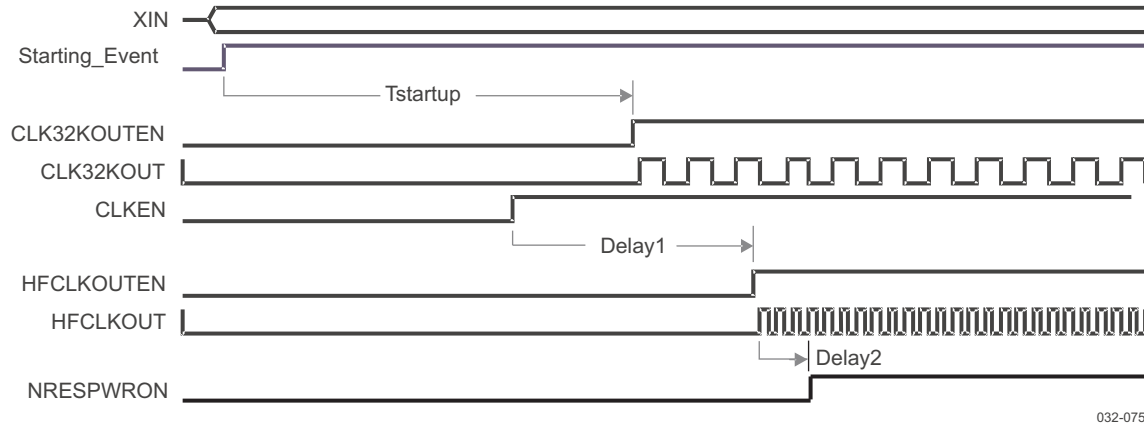 XIN
Starting_Event
Tstartup
CLK32KOUTEN
CLK32KOUT
CLKEN
Delay1
HFCLKOUTEN
HFCLKOUT
Delay2
NRESPWRON
032-075